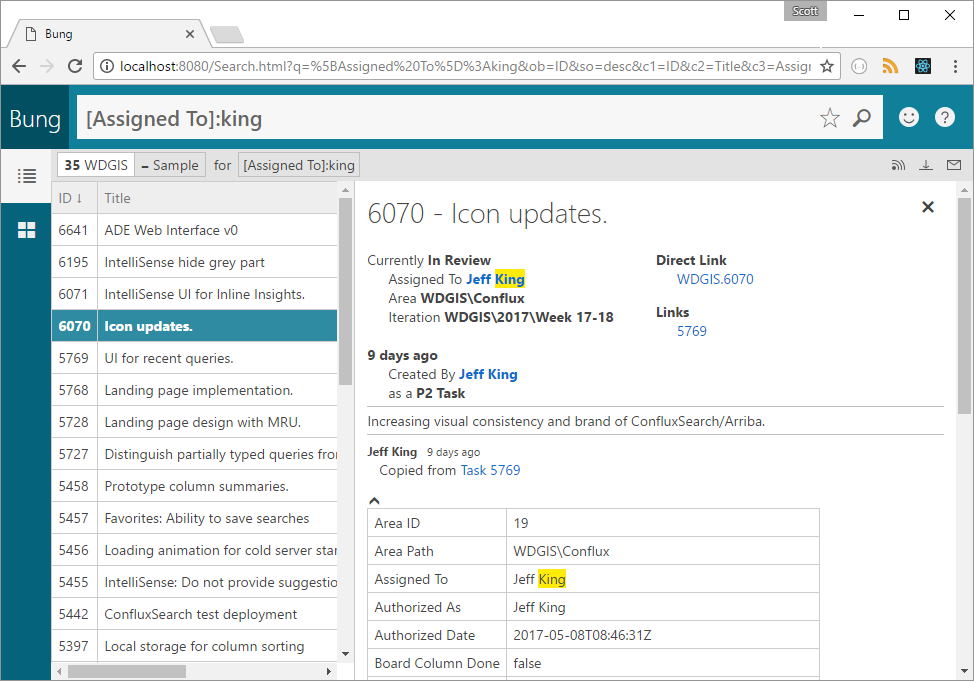 Scott
Bung
localhost:8080/Search.html?q=%5BAssigned%20To%5D%3Aking&ob=ID&so=desc&c1=ID&c2=Title&c3=Assig
Bung
[Assigned To]:king
35 WDGIS – Sample for [Assigned To]:king
ID ↓ Title
6641 ADE Web Interface v0
6195 IntelliSense hide grey part
6071 IntelliSense UI for Inline Insights.
6070 Icon updates.
5769 UI for recent queries.
5768 Landing page implementation.
5728 Landing page design with MRU.
5727 Distinguish partially typed queries fro
5458 Prototype column summaries.
5457 Favorites: Ability to save searches
5456 Loading animation for cold server star
5455 IntelliSense: Do not provide suggestio
5442 ConfluxSearch test deployment
5397 Local storage for column sorting
6070 - Icon updates.
Currently In Review
Assigned To Jeff King
Area WDGIS\Conflux
Iteration WDGIS\2017\Week 17-18
9 days ago
Created By Jeff King
as a P2 Task
Direct Link
WDGIS.6070
Links
5769
Increasing visual consistency and brand of ConfluxSearch/Arriba.
Jeff King 9 days ago
Copied from Task 5769
Area ID 19
Area Path WDGIS\Conflux
Assigned To Jeff King
Authorized As Jeff King
Authorized Date 2017-05-08T08:46:31Z
Board Column Done false